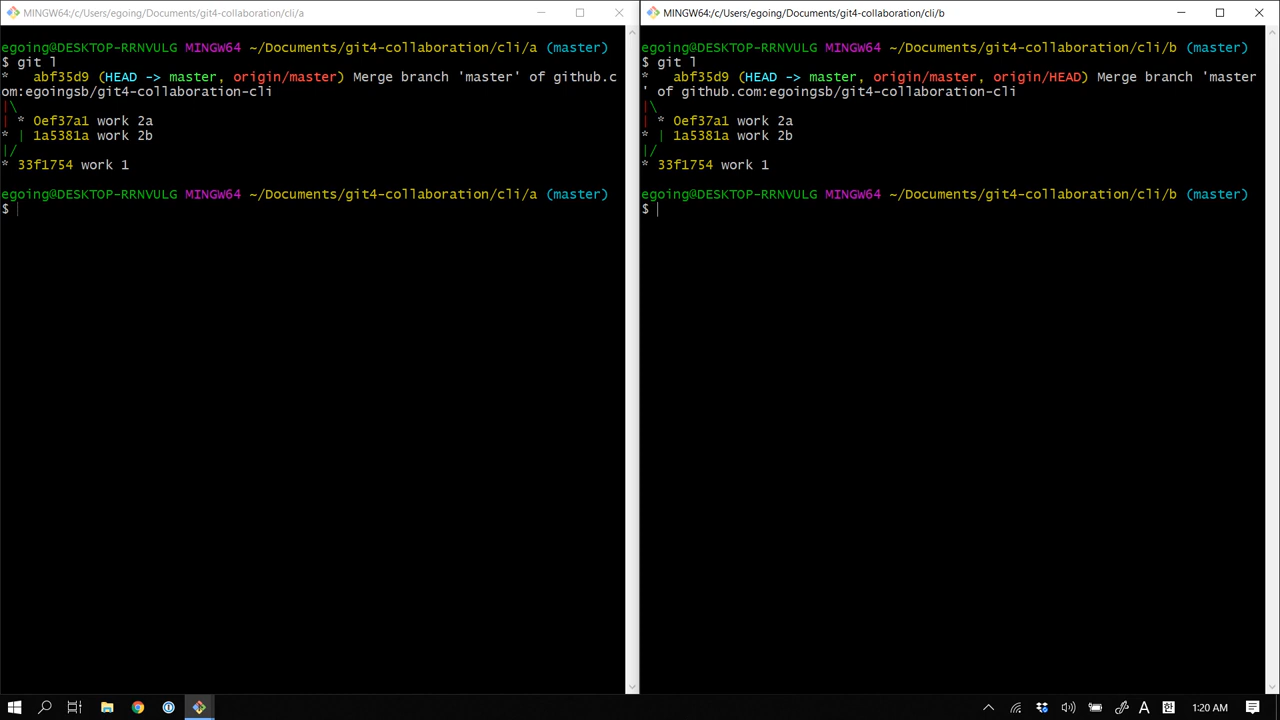 MINGW64:/c/Users/egoing/Documents/git4-collaboration/cli/a
egoing@DESKTOP-RRNVULG MINGW64 ~/Documents/git4-collaboration/cli/a (master)
$ git l
*   abf35d9 (HEAD -> master, origin/master) Merge branch 'master' of github.c
om:egoingsb/git4-collaboration-cli
|\
| * 0ef37a1 work 2a
* | 1a5381a work 2b
|/
* 33f1754 work 1
egoing@DESKTOP-RRNVULG MINGW64 ~/Documents/git4-collaboration/cli/a (master)
$
MINGW64:/c/Users/egoing/Documents/git4-collaboration/cli/b
egoing@DESKTOP-RRNVULG MINGW64 ~/Documents/git4-collaboration/cli/b (master)
$ git l
*   abf35d9 (HEAD -> master, origin/master, origin/HEAD) Merge branch 'master
' of github.com:egoingsb/git4-collaboration-cli
|\
| * 0ef37a1 work 2a
* | 1a5381a work 2b
|/
* 33f1754 work 1
egoing@DESKTOP-RRNVULG MINGW64 ~/Documents/git4-collaboration/cli/b (master)
$
A 한 1:20 AM